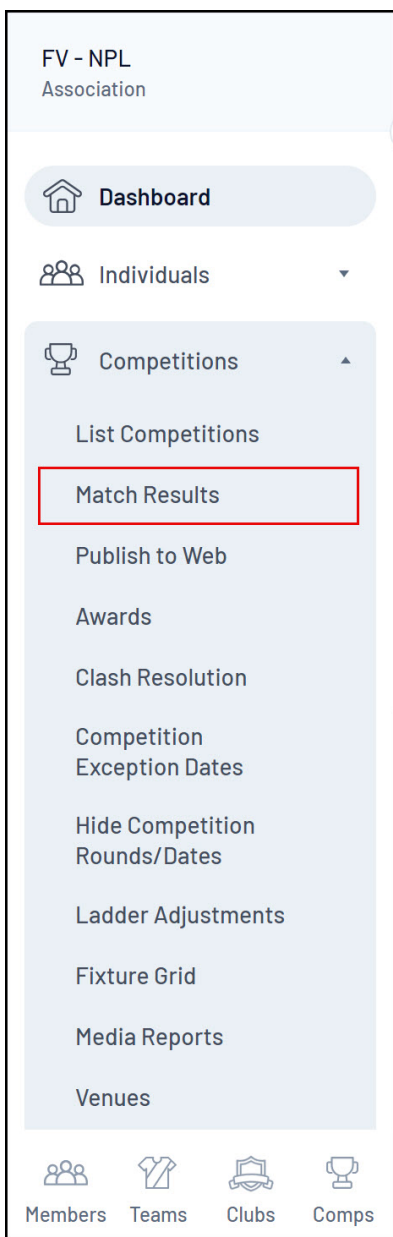 FV - NPL
Association
Dashboard
Individuals
Competitions
List Competitions
Match Results
Publish to Web
Awards
Clash Resolution
Competition
Exception Dates
Hide Competition
Rounds/Dates
Ladder Adjustments
Fixture Grid
Media Reports
Venues
Members Teams Clubs Comps